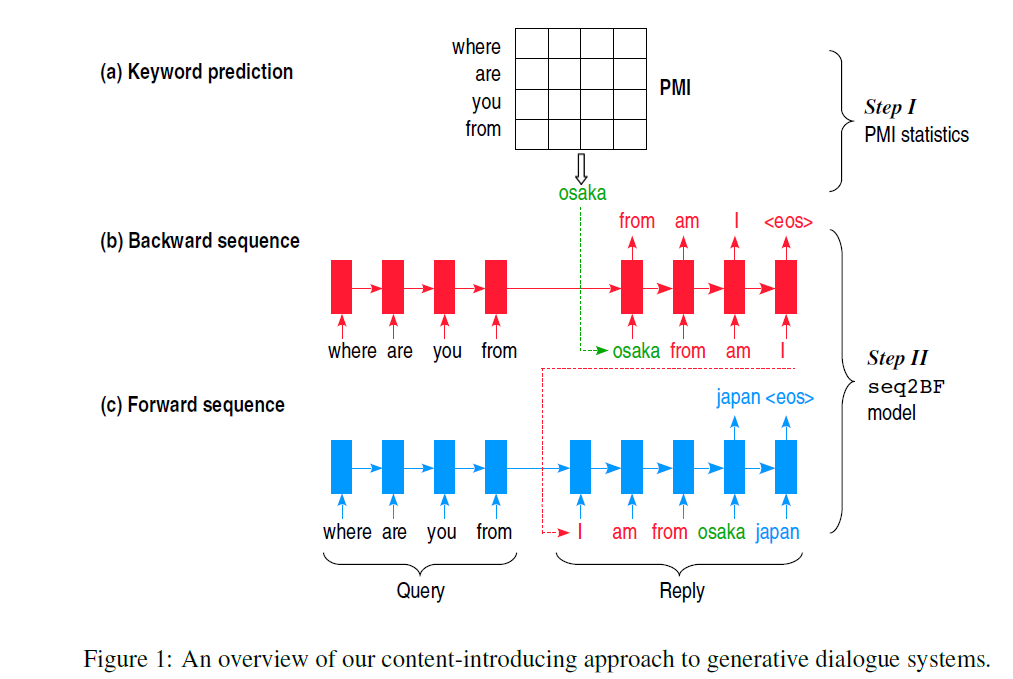 (a) Keyword prediction
where
are
you
from
PMI
Step I
PMI statistics
osaka
(b) Backward sequence
from am I <eos>
where are you from osaka from am I
Step II
seq2BF
model
(c) Forward sequence
japan <eos>
where are you from I am from osaka japan
Query Reply
Figure 1: An overview of our content-introducing approach to generative dialogue systems.